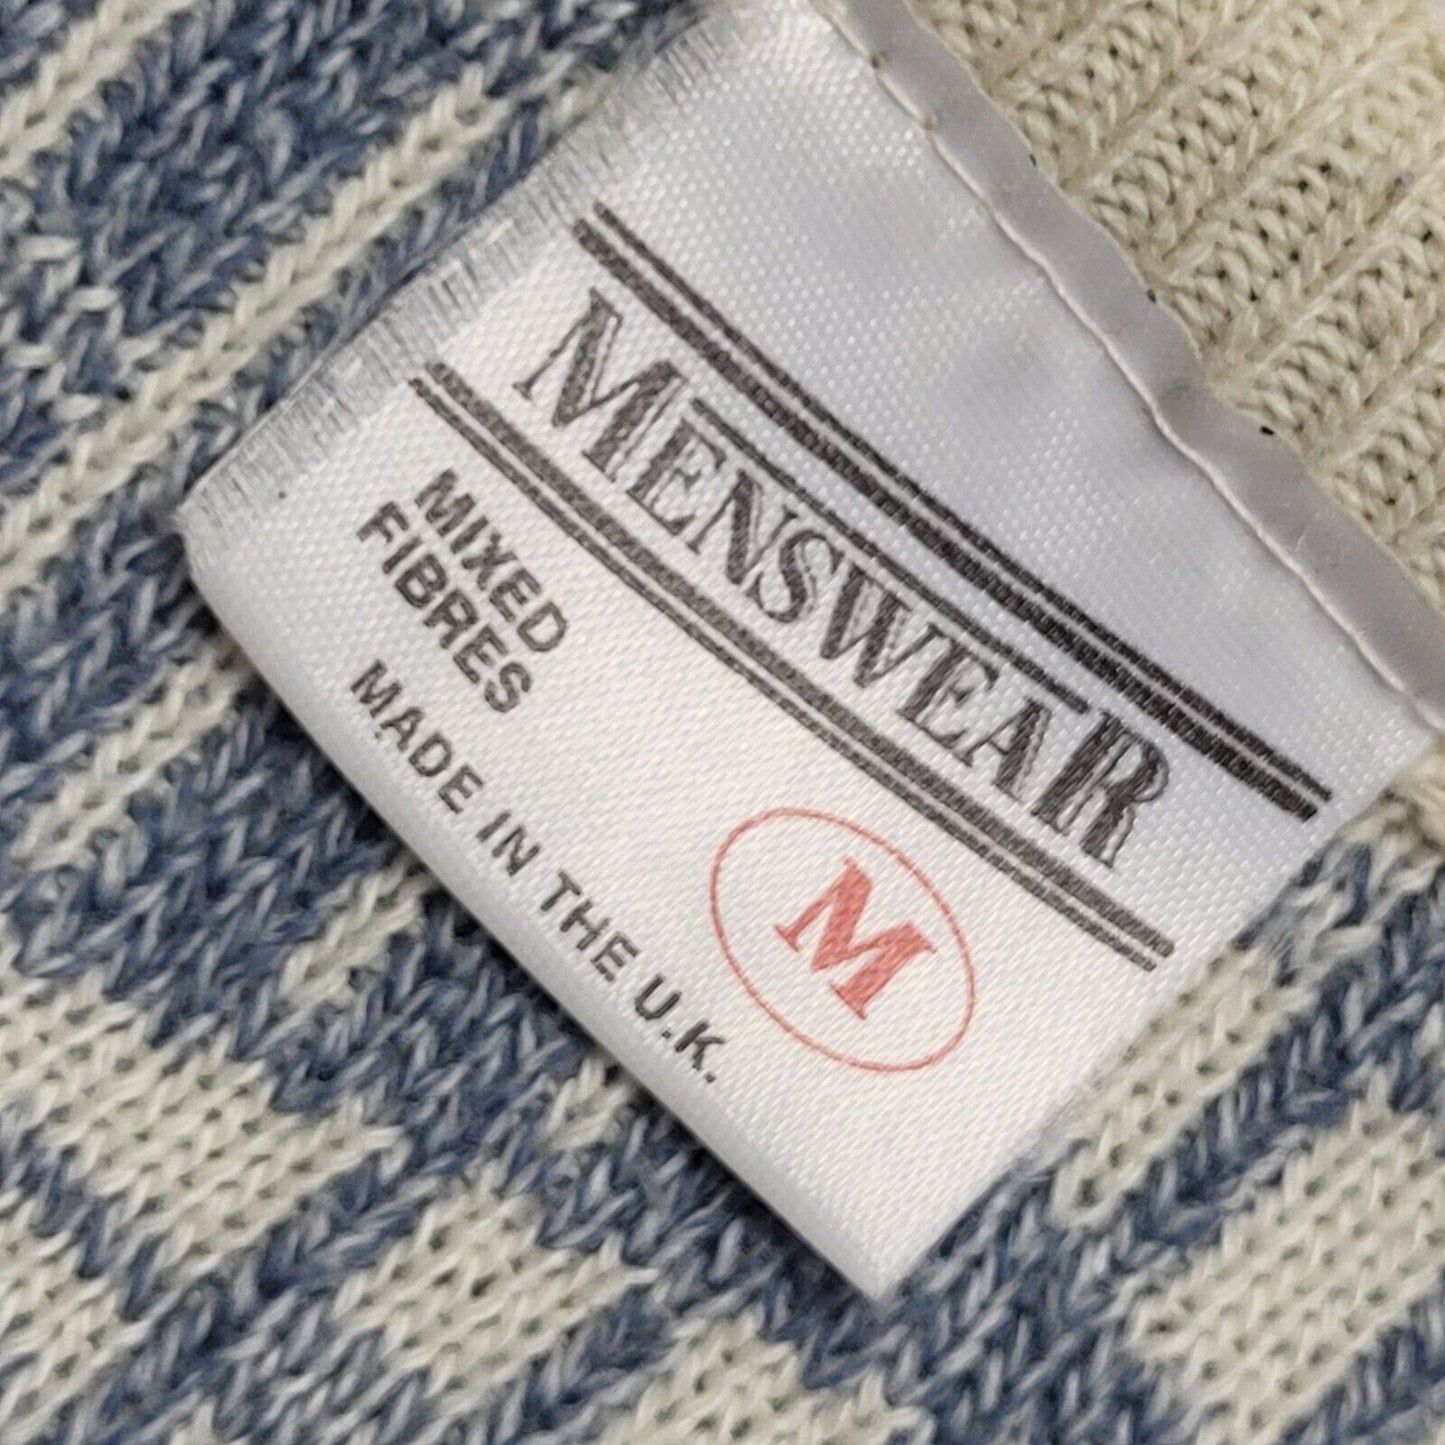 MENSWEAR
MIXED
FIBRES
MADE IN THE U.K.
M